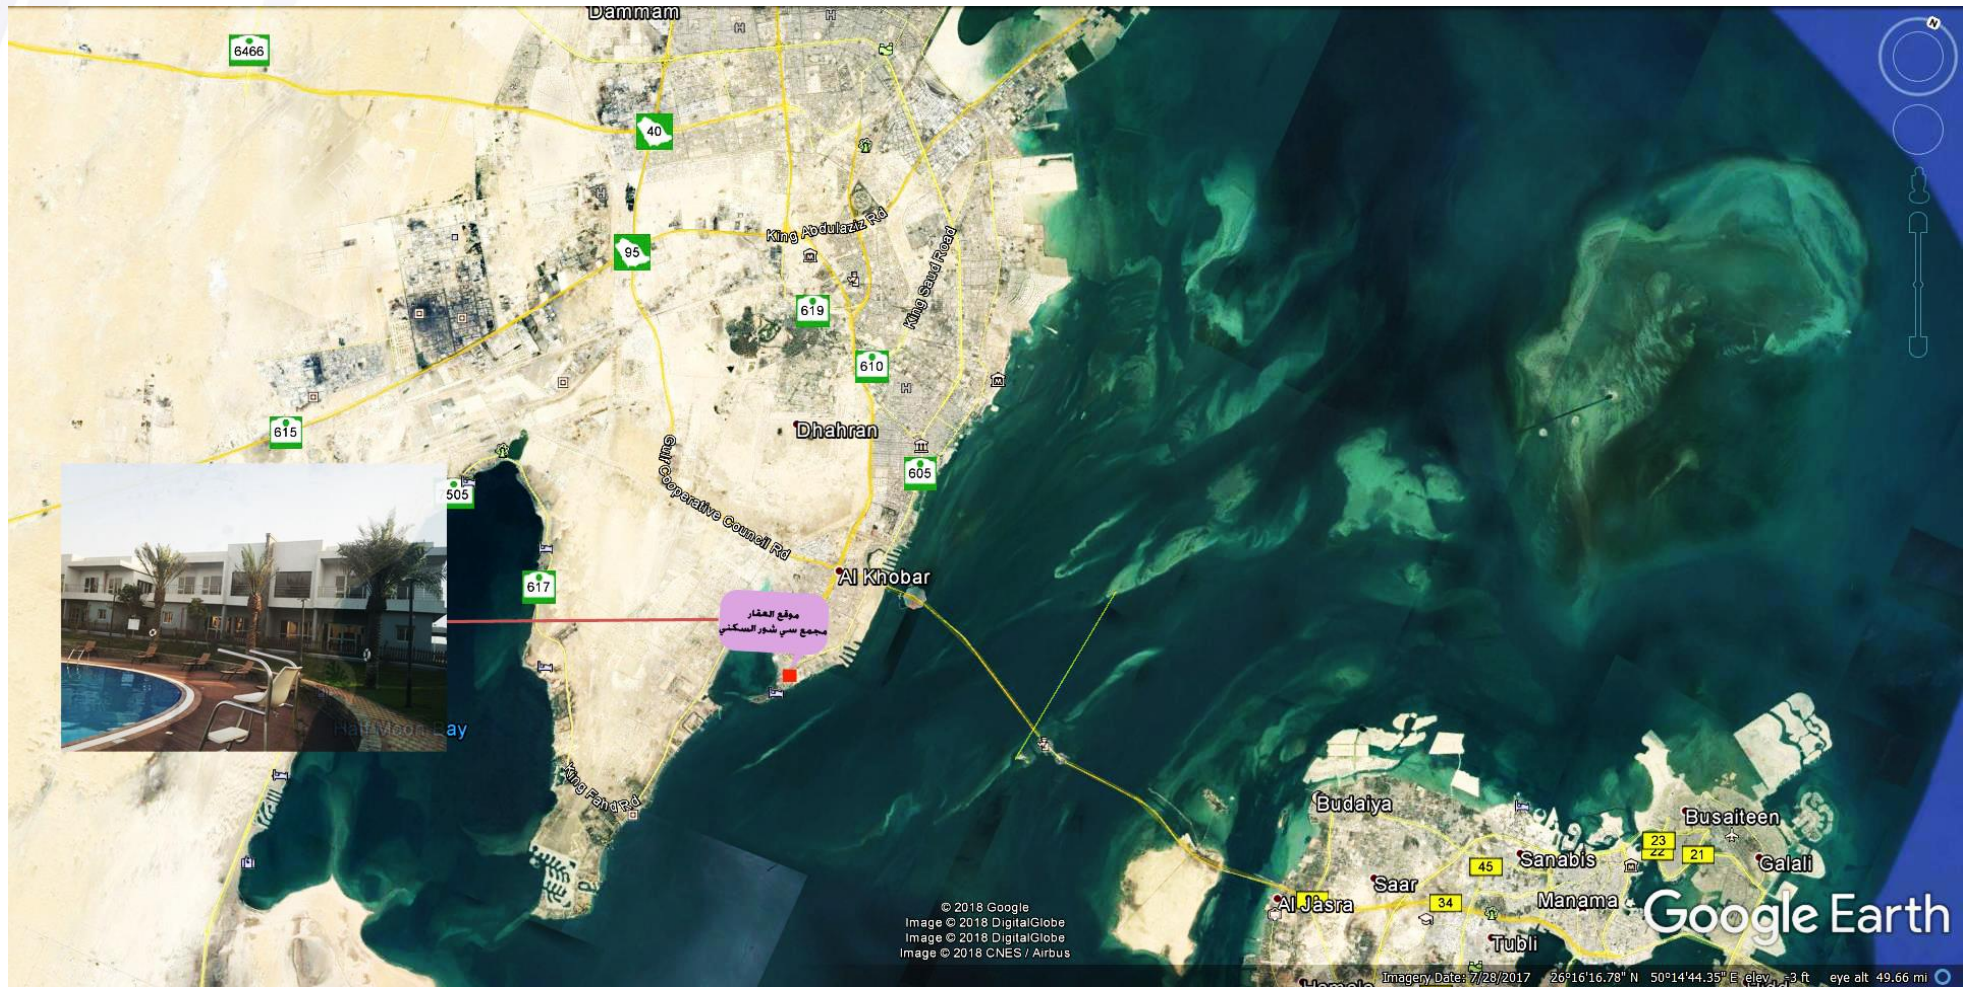 Dammam
6466
40
King Abdulaziz Rd
95
King Saud Road
619
610
615
Dhahran
605
505
Gulf Cooperative Council Rd
Al Khobar
617
موقع العقار
مجمع سي شور السكني
Half Moon Bay
King Fahd Rd
Budaiya
Busaiteen
23
22
21
45
Sanabis
Galali
Saar
34
Manama
Al Jasra
Tubli
N
© 2018 Google
Image © 2018 DigitalGlobe
Image © 2018 DigitalGlobe
Image © 2018 CNES / Airbus
Google Earth
Imagery Date: 7/28/2017 26°16'16.78" N 50°14'44.35" E elev -3 ft eye alt 49.66 mi